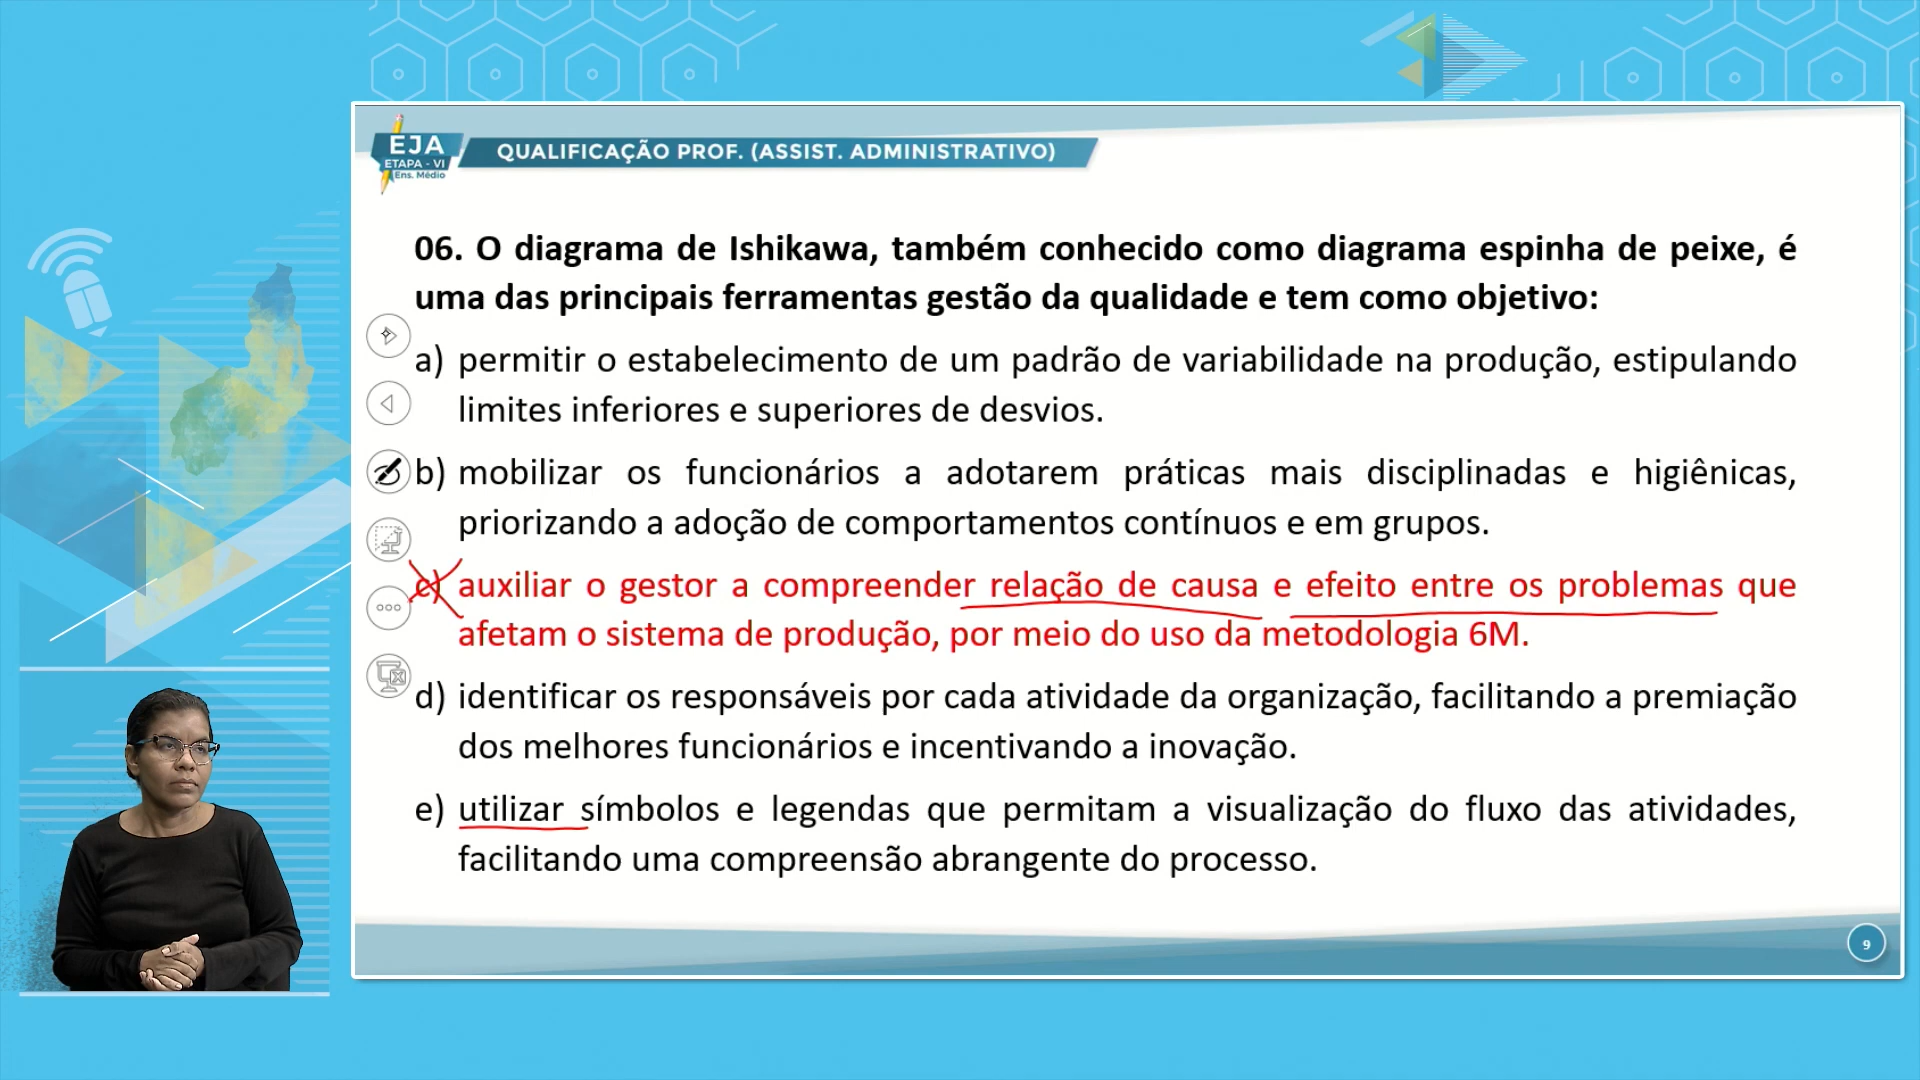 EJA
ETAPA - VI
Ens. Médio
QUALIFICAÇÃO PROF. (ASSIST. ADMINISTRATIVO)
06. O diagrama de Ishikawa, também conhecido como diagrama espinha de peixe, é
uma das principais ferramentas gestão da qualidade e tem como objetivo:
a) permitir o estabelecimento de um padrão de variabilidade na produção, estipulando
limites inferiores e superiores de desvios.
b) mobilizar os funcionários a adotarem práticas mais disciplinadas e higiênicas,
priorizando a adoção de comportamentos contínuos e em grupos.
c) auxiliar o gestor a compreender relação de causa e efeito entre os problemas que
afetam o sistema de produção, por meio do uso da metodologia 6M.
d) identificar os responsáveis por cada atividade da organização, facilitando a premiação
dos melhores funcionários e incentivando a inovação.
e) utilizar símbolos e legendas que permitam a visualização do fluxo das atividades,
facilitando uma compreensão abrangente do processo.
9